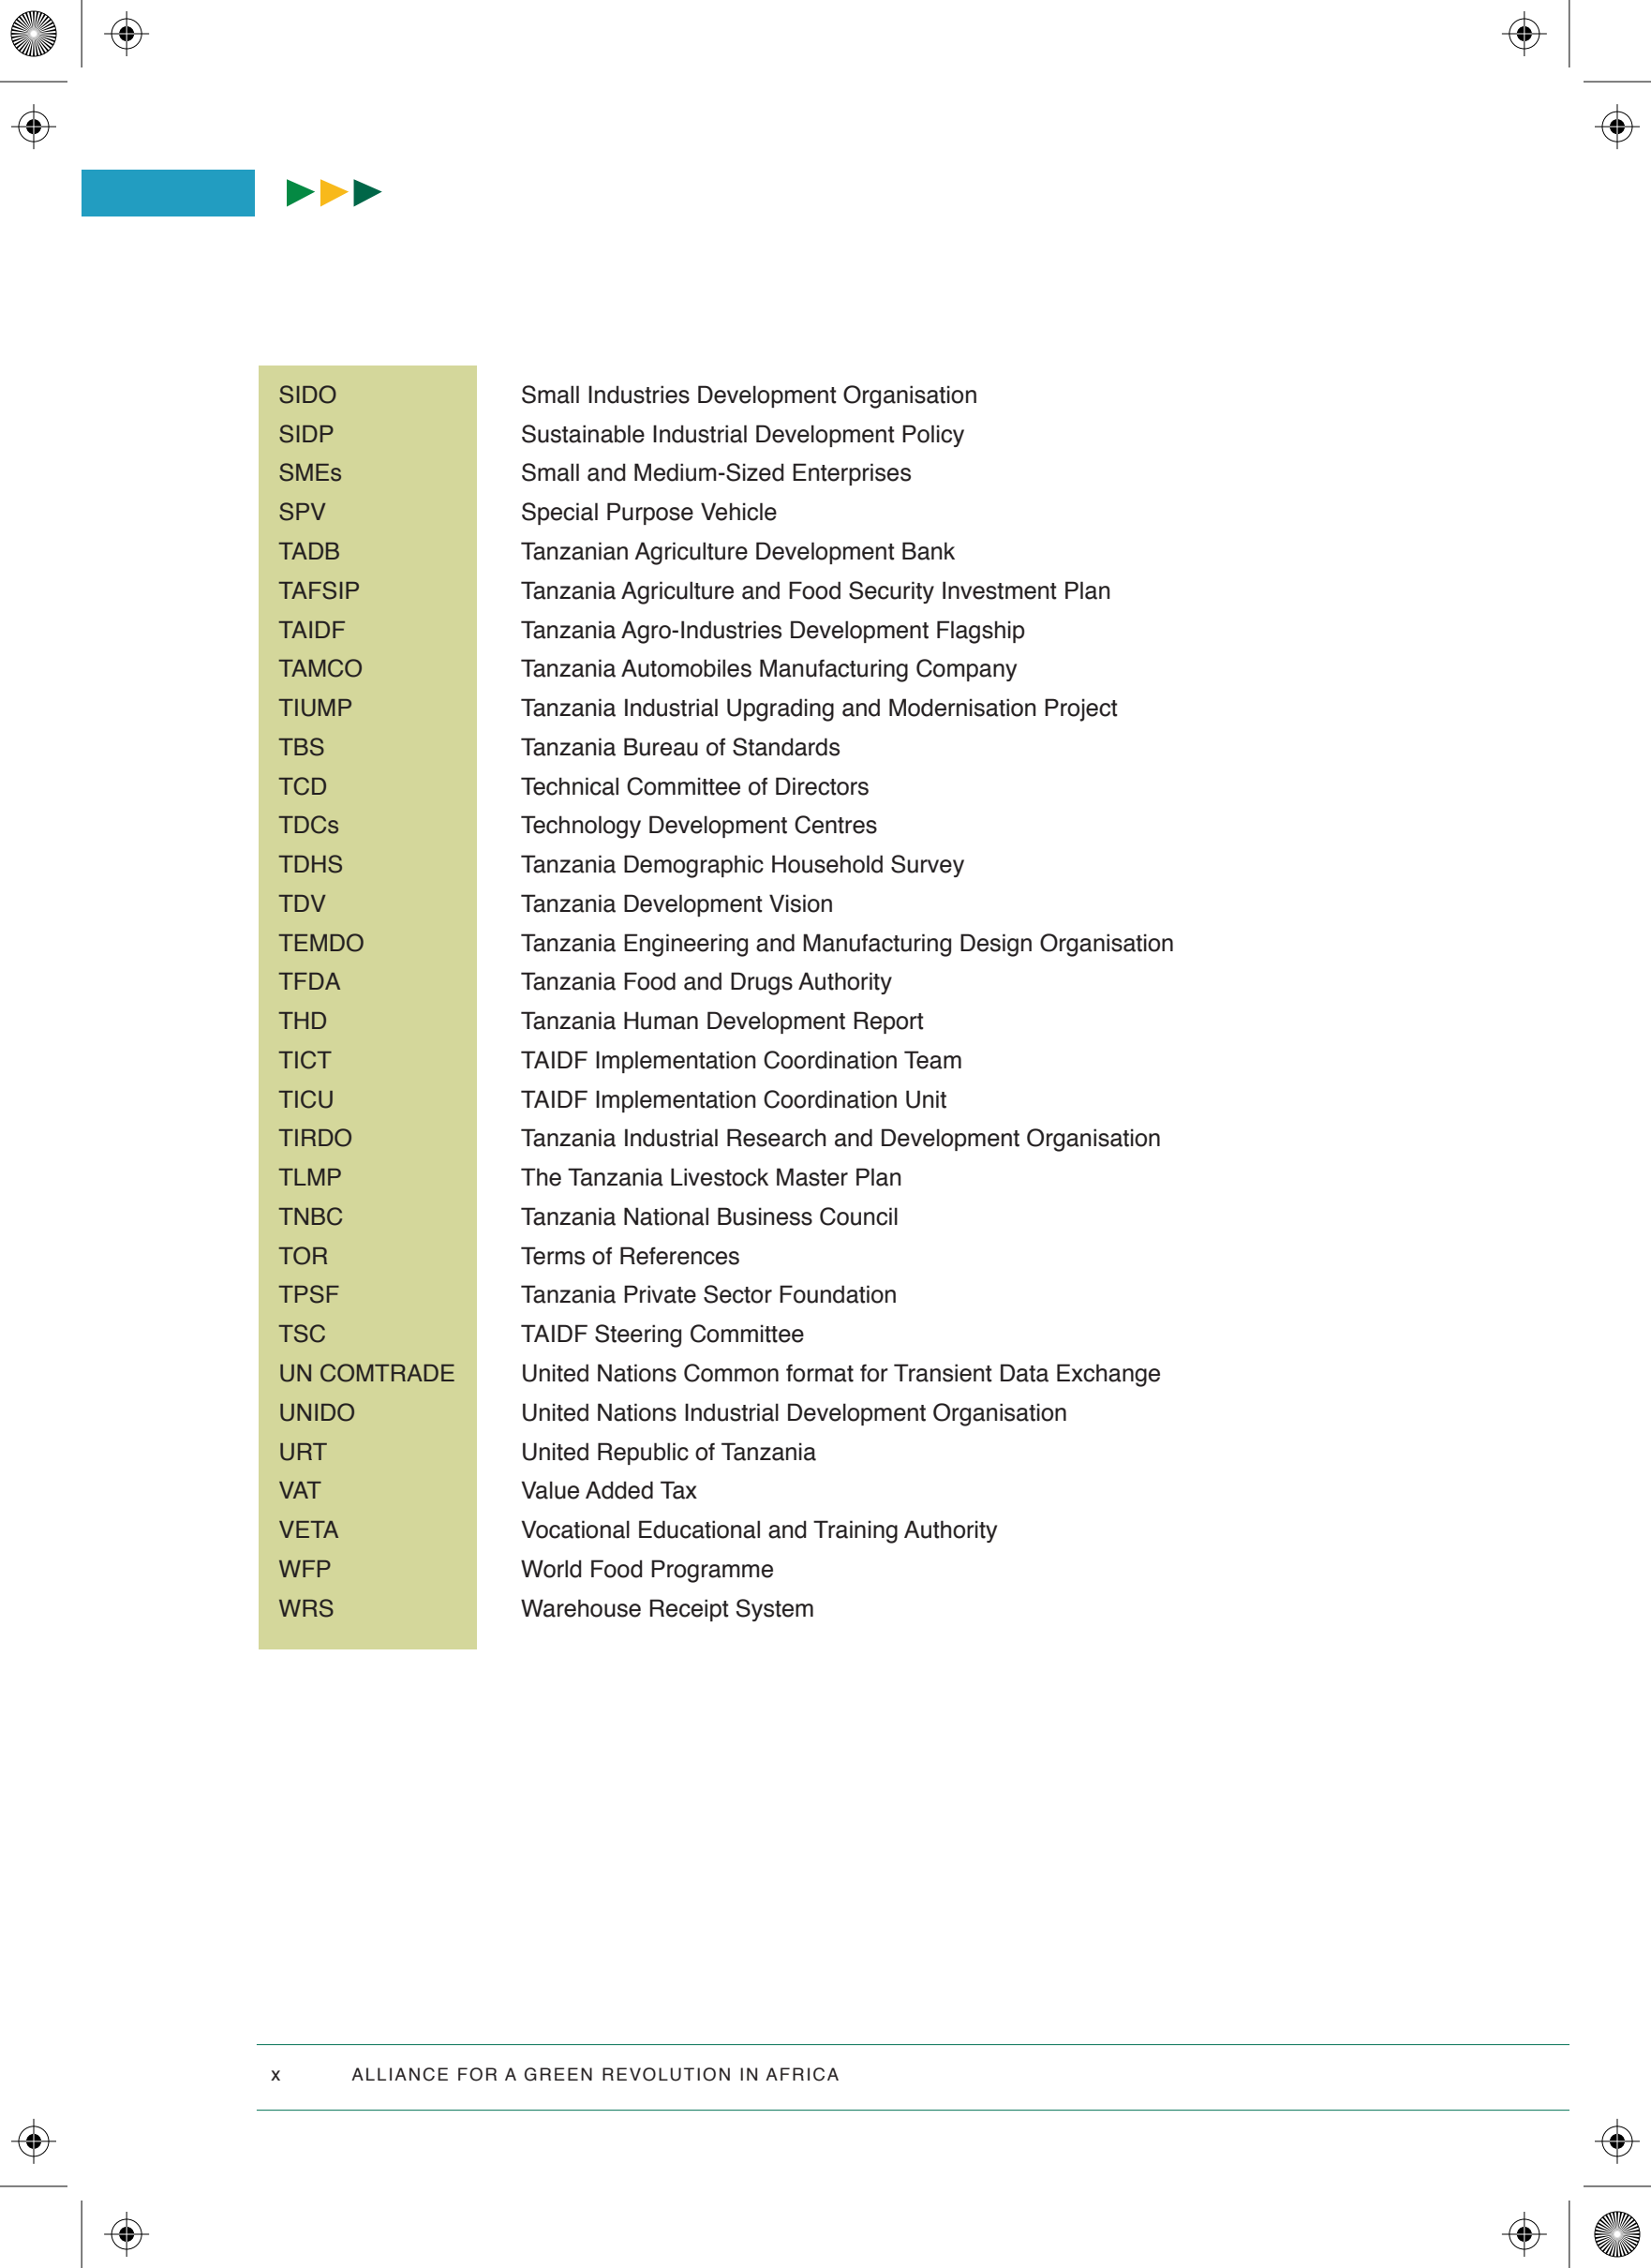 SIDO Small Industries Development Organisation
SIDP Sustainable Industrial Development Policy
SMEs Small and Medium-Sized Enterprises
SPV Special Purpose Vehicle
TADB Tanzanian Agriculture Development Bank
TAFSIP Tanzania Agriculture and Food Security Investment Plan
TAIDF Tanzania Agro-Industries Development Flagship
TAMCO Tanzania Automobiles Manufacturing Company
TIUMP Tanzania Industrial Upgrading and Modernisation Project
TBS Tanzania Bureau of Standards
TCD Technical Committee of Directors
TDCs Technology Development Centres
TDHS Tanzania Demographic Household Survey
TDV Tanzania Development Vision
TEMDO Tanzania Engineering and Manufacturing Design Organisation
TFDA Tanzania Food and Drugs Authority
THD Tanzania Human Development Report
TICT TAIDF Implementation Coordination Team
TICU TAIDF Implementation Coordination Unit
TIRDO Tanzania Industrial Research and Development Organisation
TLMP The Tanzania Livestock Master Plan
TNBC Tanzania National Business Council
TOR Terms of References
TPSF Tanzania Private Sector Foundation
TSC TAIDF Steering Committee
UN COMTRADE United Nations Common format for Transient Data Exchange
UNIDO United Nations Industrial Development Organisation
URT United Republic of Tanzania
VAT Value Added Tax
VETA Vocational Educational and Training Authority
WFP World Food Programme
WRS Warehouse Receipt System
x ALLIANCE FOR A GREEN REVOLUTION IN AFRICA